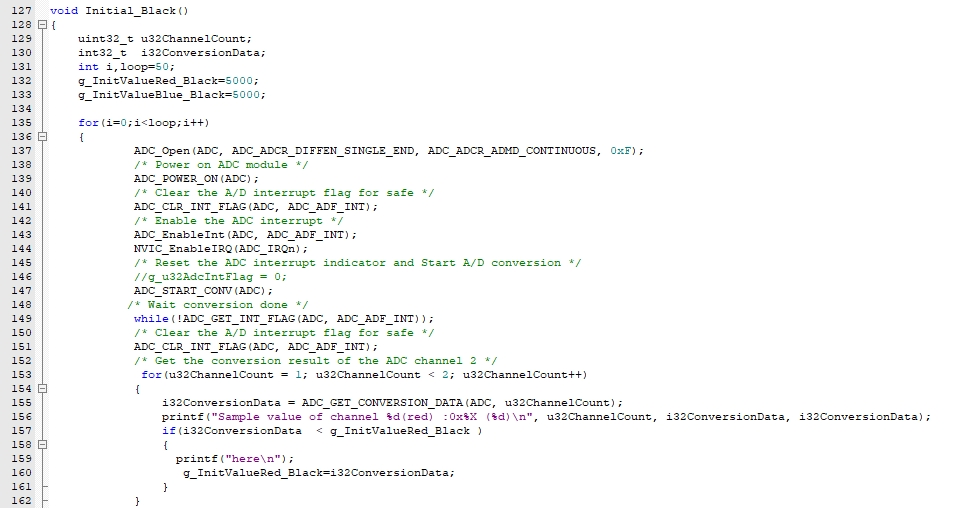 127 void Initial_Black()
128 {
129 uint32_t u32ChannelCount;
130 int32_t i32ConversionData;
131 int i,loop=50;
132 g_InitValueRed_Black=5000;
133 g_InitValueBlue_Black=5000;
134
135 for(i=0;i<loop;i++)
136 {
137 ADC_Open(ADC, ADC_ADCR_DIFFEN_SINGLE_END, ADC_ADCR_ADMD_CONTINUOUS, 0xF);
138 /* Power on ADC module */
139 ADC_POWER_ON(ADC);
140 /* Clear the A/D interrupt flag for safe */
141 ADC_CLR_INT_FLAG(ADC, ADC_ADF_INT);
142 /* Enable the ADC interrupt */
143 ADC_EnableInt(ADC, ADC_ADF_INT);
144 NVIC_EnableIRQ(ADC_IRQn);
145 /* Reset the ADC interrupt indicator and Start A/D conversion */
146 //g_u32AdcIntFlag = 0;
147 ADC_START_CONV(ADC);
148 /* Wait conversion done */
149 while(!ADC_GET_INT_FLAG(ADC, ADC_ADF_INT));
150 /* Clear the A/D interrupt flag for safe */
151 ADC_CLR_INT_FLAG(ADC, ADC_ADF_INT);
152 /* Get the conversion result of the ADC channel 2 */
153 for(u32ChannelCount = 1; u32ChannelCount < 2; u32ChannelCount++)
154 {
155 i32ConversionData = ADC_GET_CONVERSION_DATA(ADC, u32ChannelCount);
156 printf("Sample value of channel %d(red) :0x%X (%d)\n", u32ChannelCount, i32ConversionData, i32ConversionData);
157 if(i32ConversionData < g_InitValueRed_Black )
158 {
159 printf("here\n");
160 g_InitValueRed_Black=i32ConversionData;
161 }
162 }